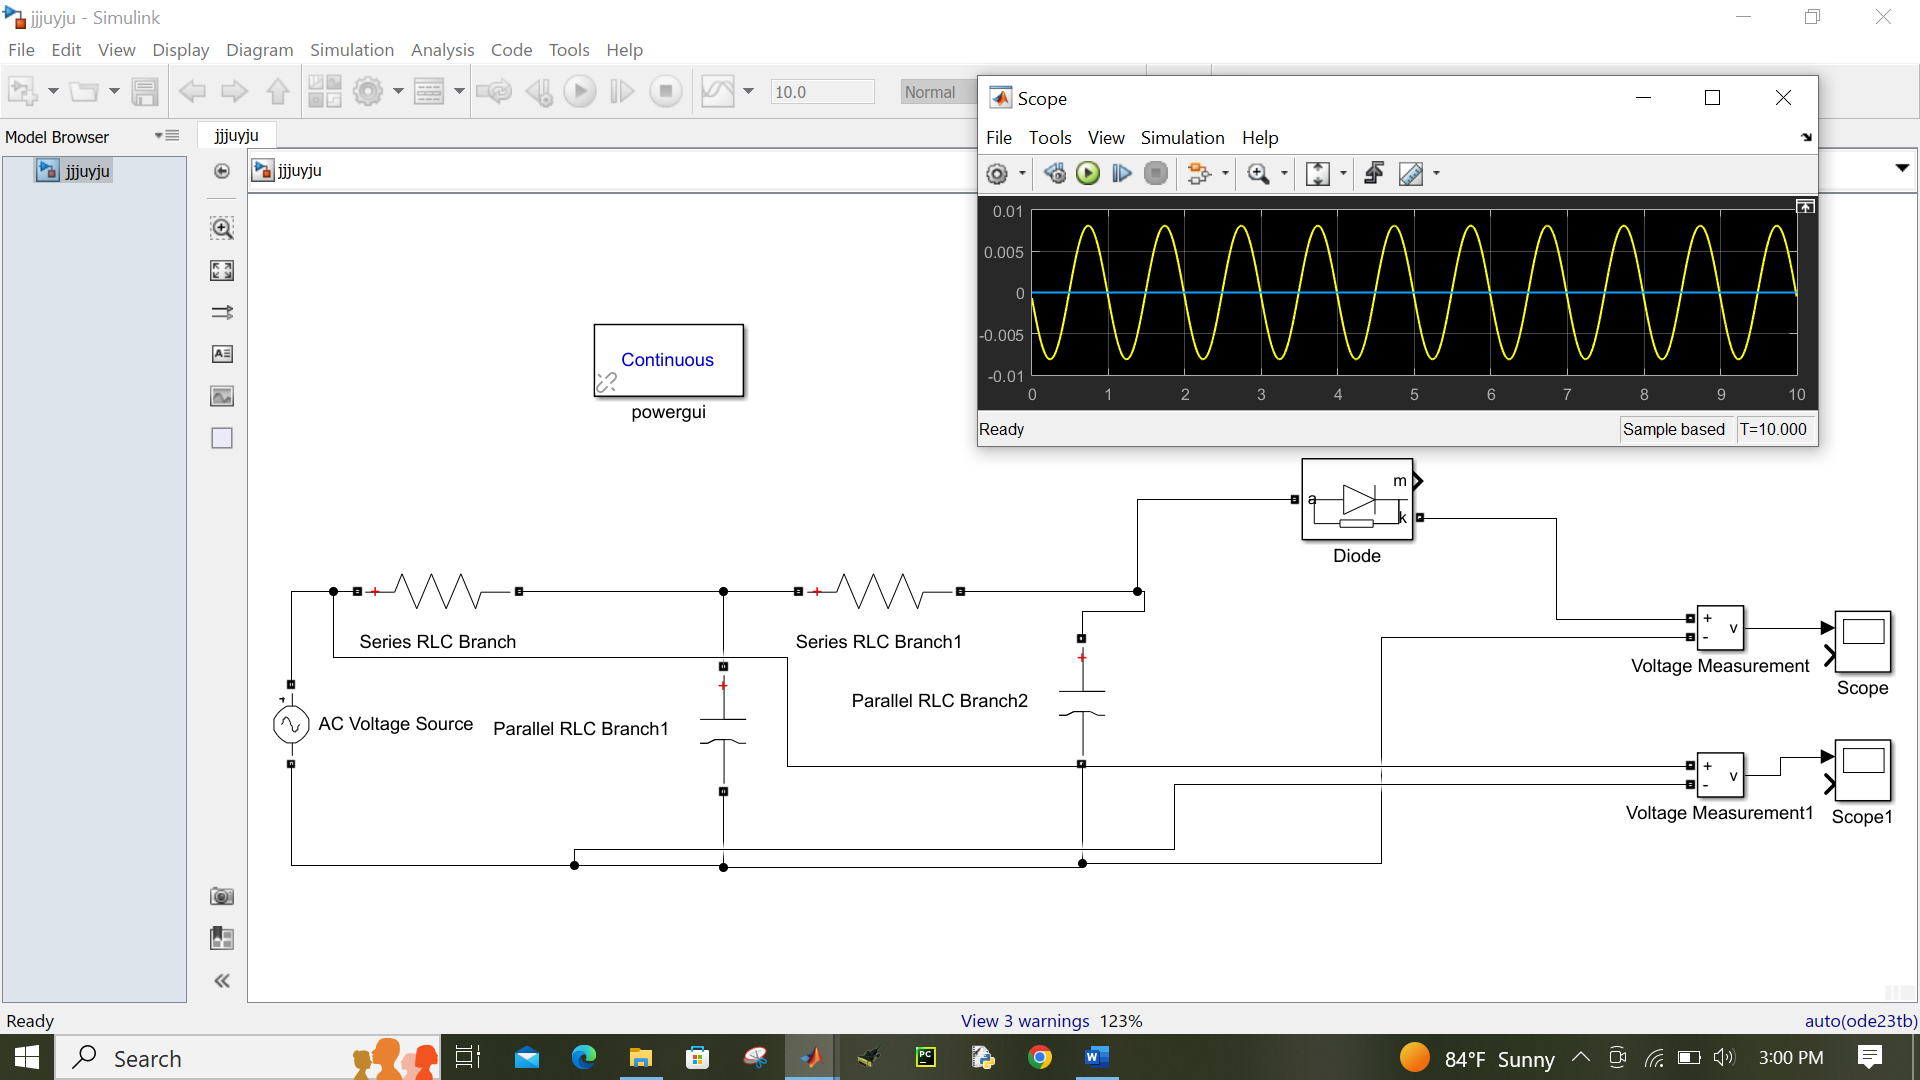 jjjuyju - Simulink
File Edit View Display Diagram Simulation Analysis Code Tools Help
10.0
Normal
Model Browser
jjjuyju
jjjuyju
jjjuyju
Scope
File Tools View Simulation Help
0.01
0.005
0
-0.005
-0.01
0 1 2 3 4 5 6 7 8 9 10
Ready
Sample based T=10.000
Continuous
powergui
m
a
k
Diode
+
+
Series RLC Branch
Series RLC Branch1
+ v
-
Voltage Measurement
Scope
+
+
+
AC Voltage Source
Parallel RLC Branch1
Parallel RLC Branch2
+ v
-
Voltage Measurement1
Scope1
Ready
View 3 warnings 123%
auto(ode23tb)
Search
PC
W
84°F Sunny
3:00 PM